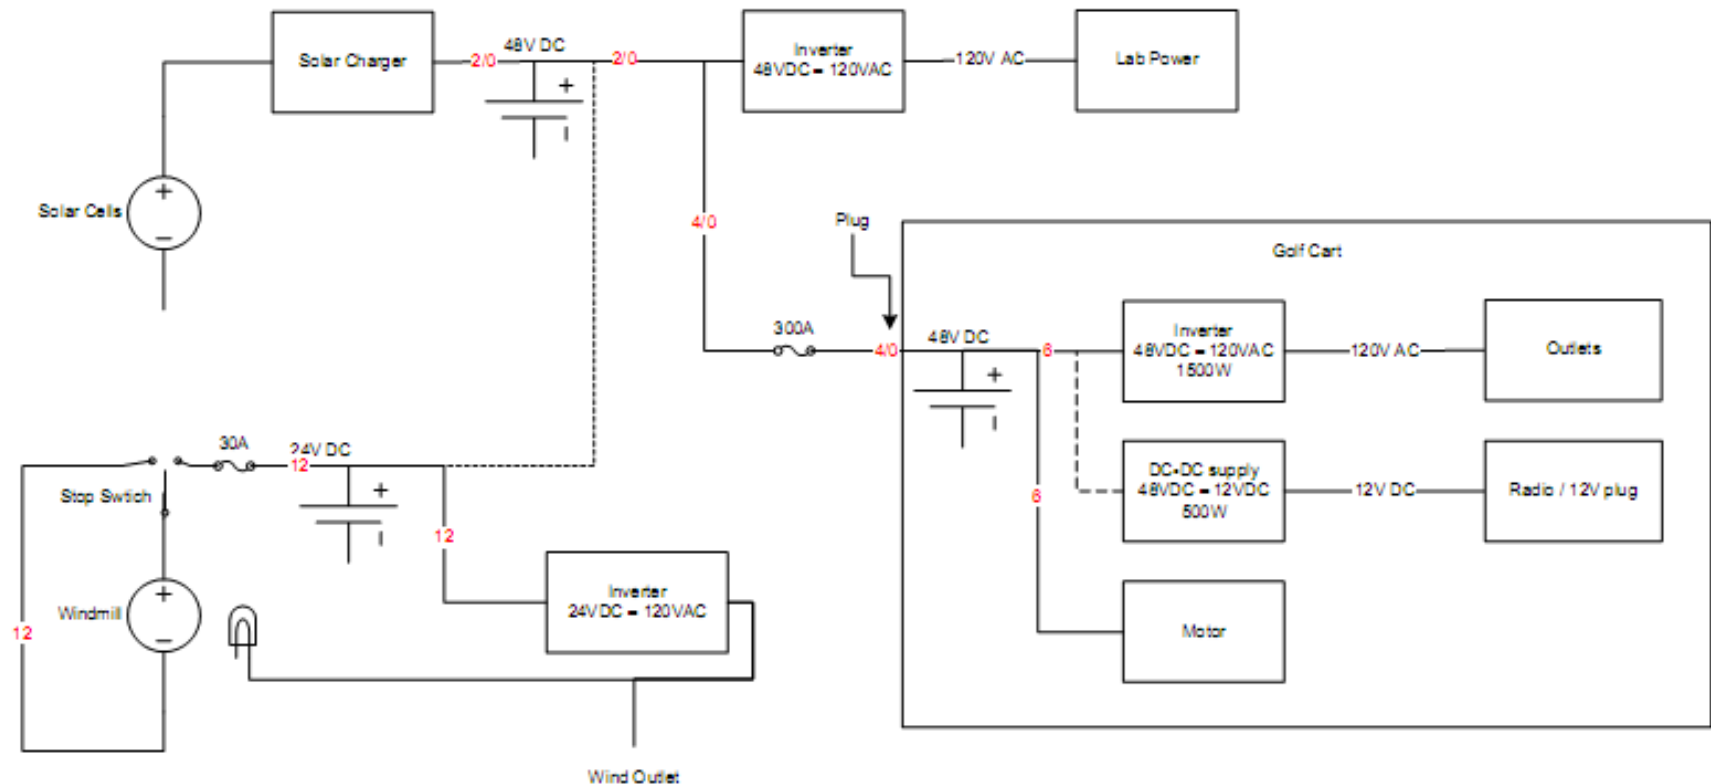 Solar Charger
2/0
48V DC
2/0
Inverter
48VDC = 120VAC
120V AC
Lab Power
Solar Cells
4/0
Plug
Golf Cart
300A
4/0
48V DC
6
Inverter
48VDC = 120VAC
1500W
120V AC
Outlets
30A
24V DC
12
Stop Swtich
12
6
DC-DC supply
48VDC = 12VDC
500W
12V DC
Radio / 12V plug
Windmill
12
Inverter
24VDC = 120VAC
Motor
Wind Outlet